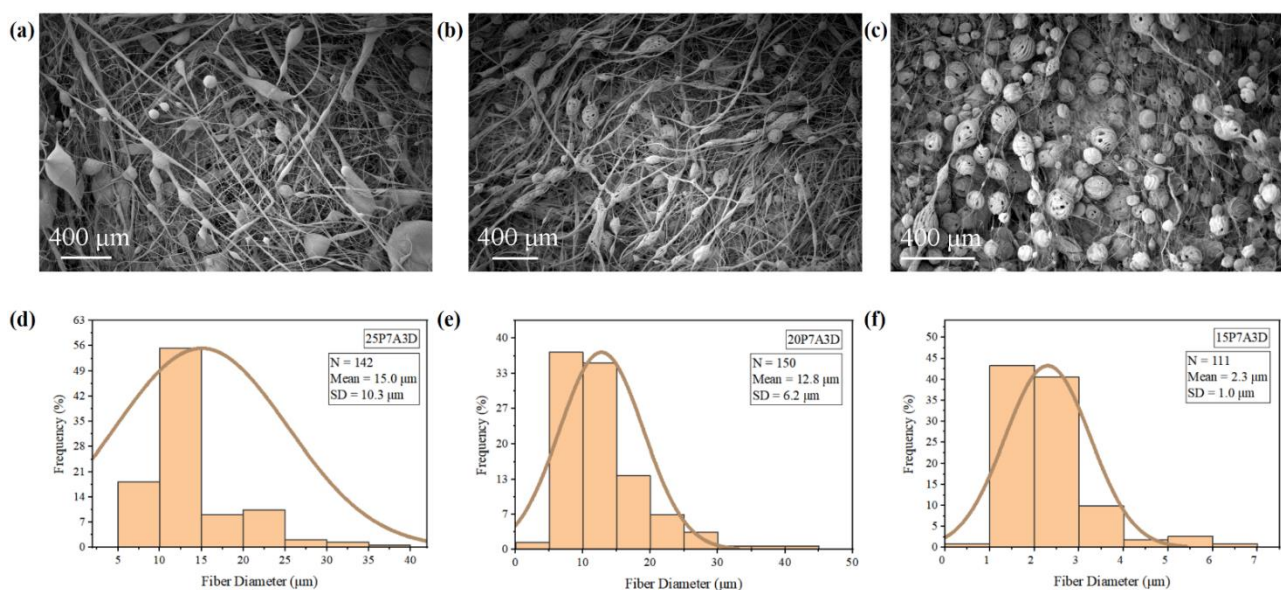 (a)
(b)
(c)
400 μm
400 μm
400 μm
(d)
(e)
(f)
63
56
49
42
35
28
21
14
7
0
Frequency (%)
25P7A3D
N = 142
Mean = 15.0 μm
SD = 10.3 μm
5
15
25
30
35
40
Fiber Diameter (μm)
40
33
27
20
13
7
0
Frequency (%)
20P7A3D
N = 150
Mean = 12.8 μm
SD = 6.2 μm
0
10
20
30
40
50
Fiber Diameter (μm)
50
45
40
35
30
25
20
15
10
5
0
Frequency (%)
15P7A3D
N = 111
Mean = 2.3 μm
SD = 1.0 μm
0
1
2
3
4
5
6
7
Fiber Diameter (μm)